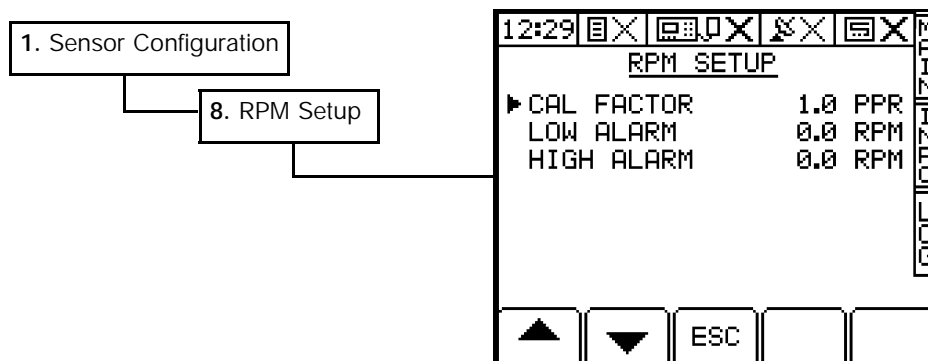 1. Sensor Configuration
8. RPM Setup
12:29
RPM SETUP
CAL FACTOR 1.0 PPR
LOW ALARM 0.0 RPM
HIGH ALARM 0.0 RPM
ESC